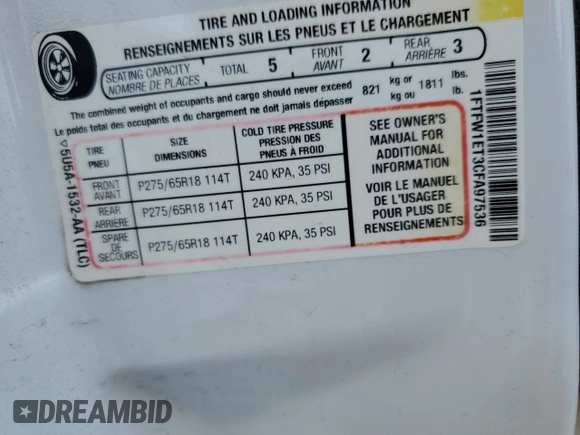 TIRE AND LOADING INFORMATION
RENSEIGNEMENTS SUR LES PNEUS ET LE CHARGEMENT
SEATING CAPACITY
NOMBRE DE PLACES
TOTAL 5
FRONT
AVANT 2
REAR
ARRIÈRE 3
The combined weight of occupants and cargo should never exceed
Le poids total des occupants et du chargement ne doit jamais dépasser
821 kg or
kg ou 1811 lbs.
lb.
TIRE
PNEU
SIZE
DIMENSIONS
COLD TIRE PRESSURE
PRESSION DES
PNEUS À FROID
FRONT
AVANT
P275/65R18 114T
240 KPA, 35 PSI
REAR
ARRIÈRE
P275/65R18 114T
240 KPA, 35 PSI
SPARE
DE
SECOURS
P275/65R18 114T
240 KPA, 35 PSI
SEE OWNER'S
MANUAL FOR
ADDITIONAL
INFORMATION
VOIR LE MANUEL
DE L'USAGER
POUR PLUS DE
RENSEIGNEMENTS
5U5A-1532-AA (TLC)
1FTFW1ET3CFA97536
DREAMBID